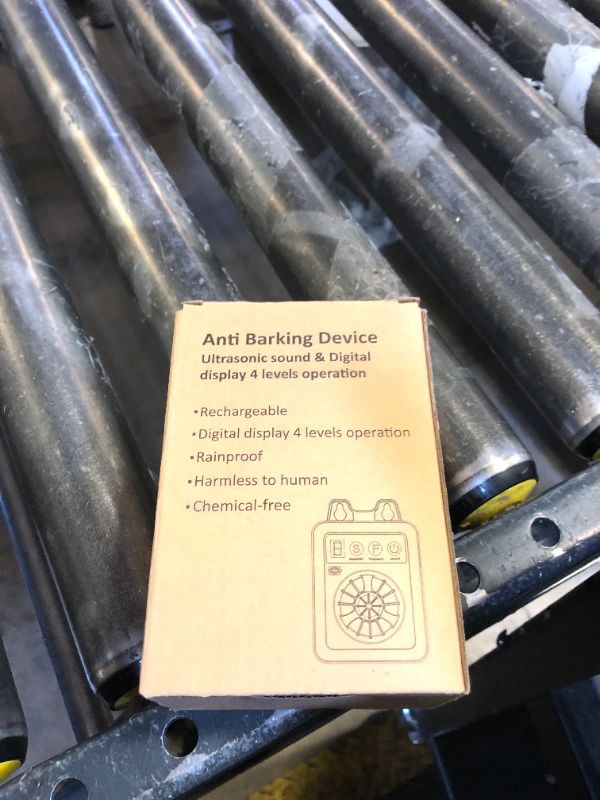 Anti Barking Device
Ultrasonic sound & Digital
display 4 levels operation
▪Rechargeable
▪Digital display 4 levels operation
▪Rainproof
▪Harmless to human
▪Chemical-free
S F